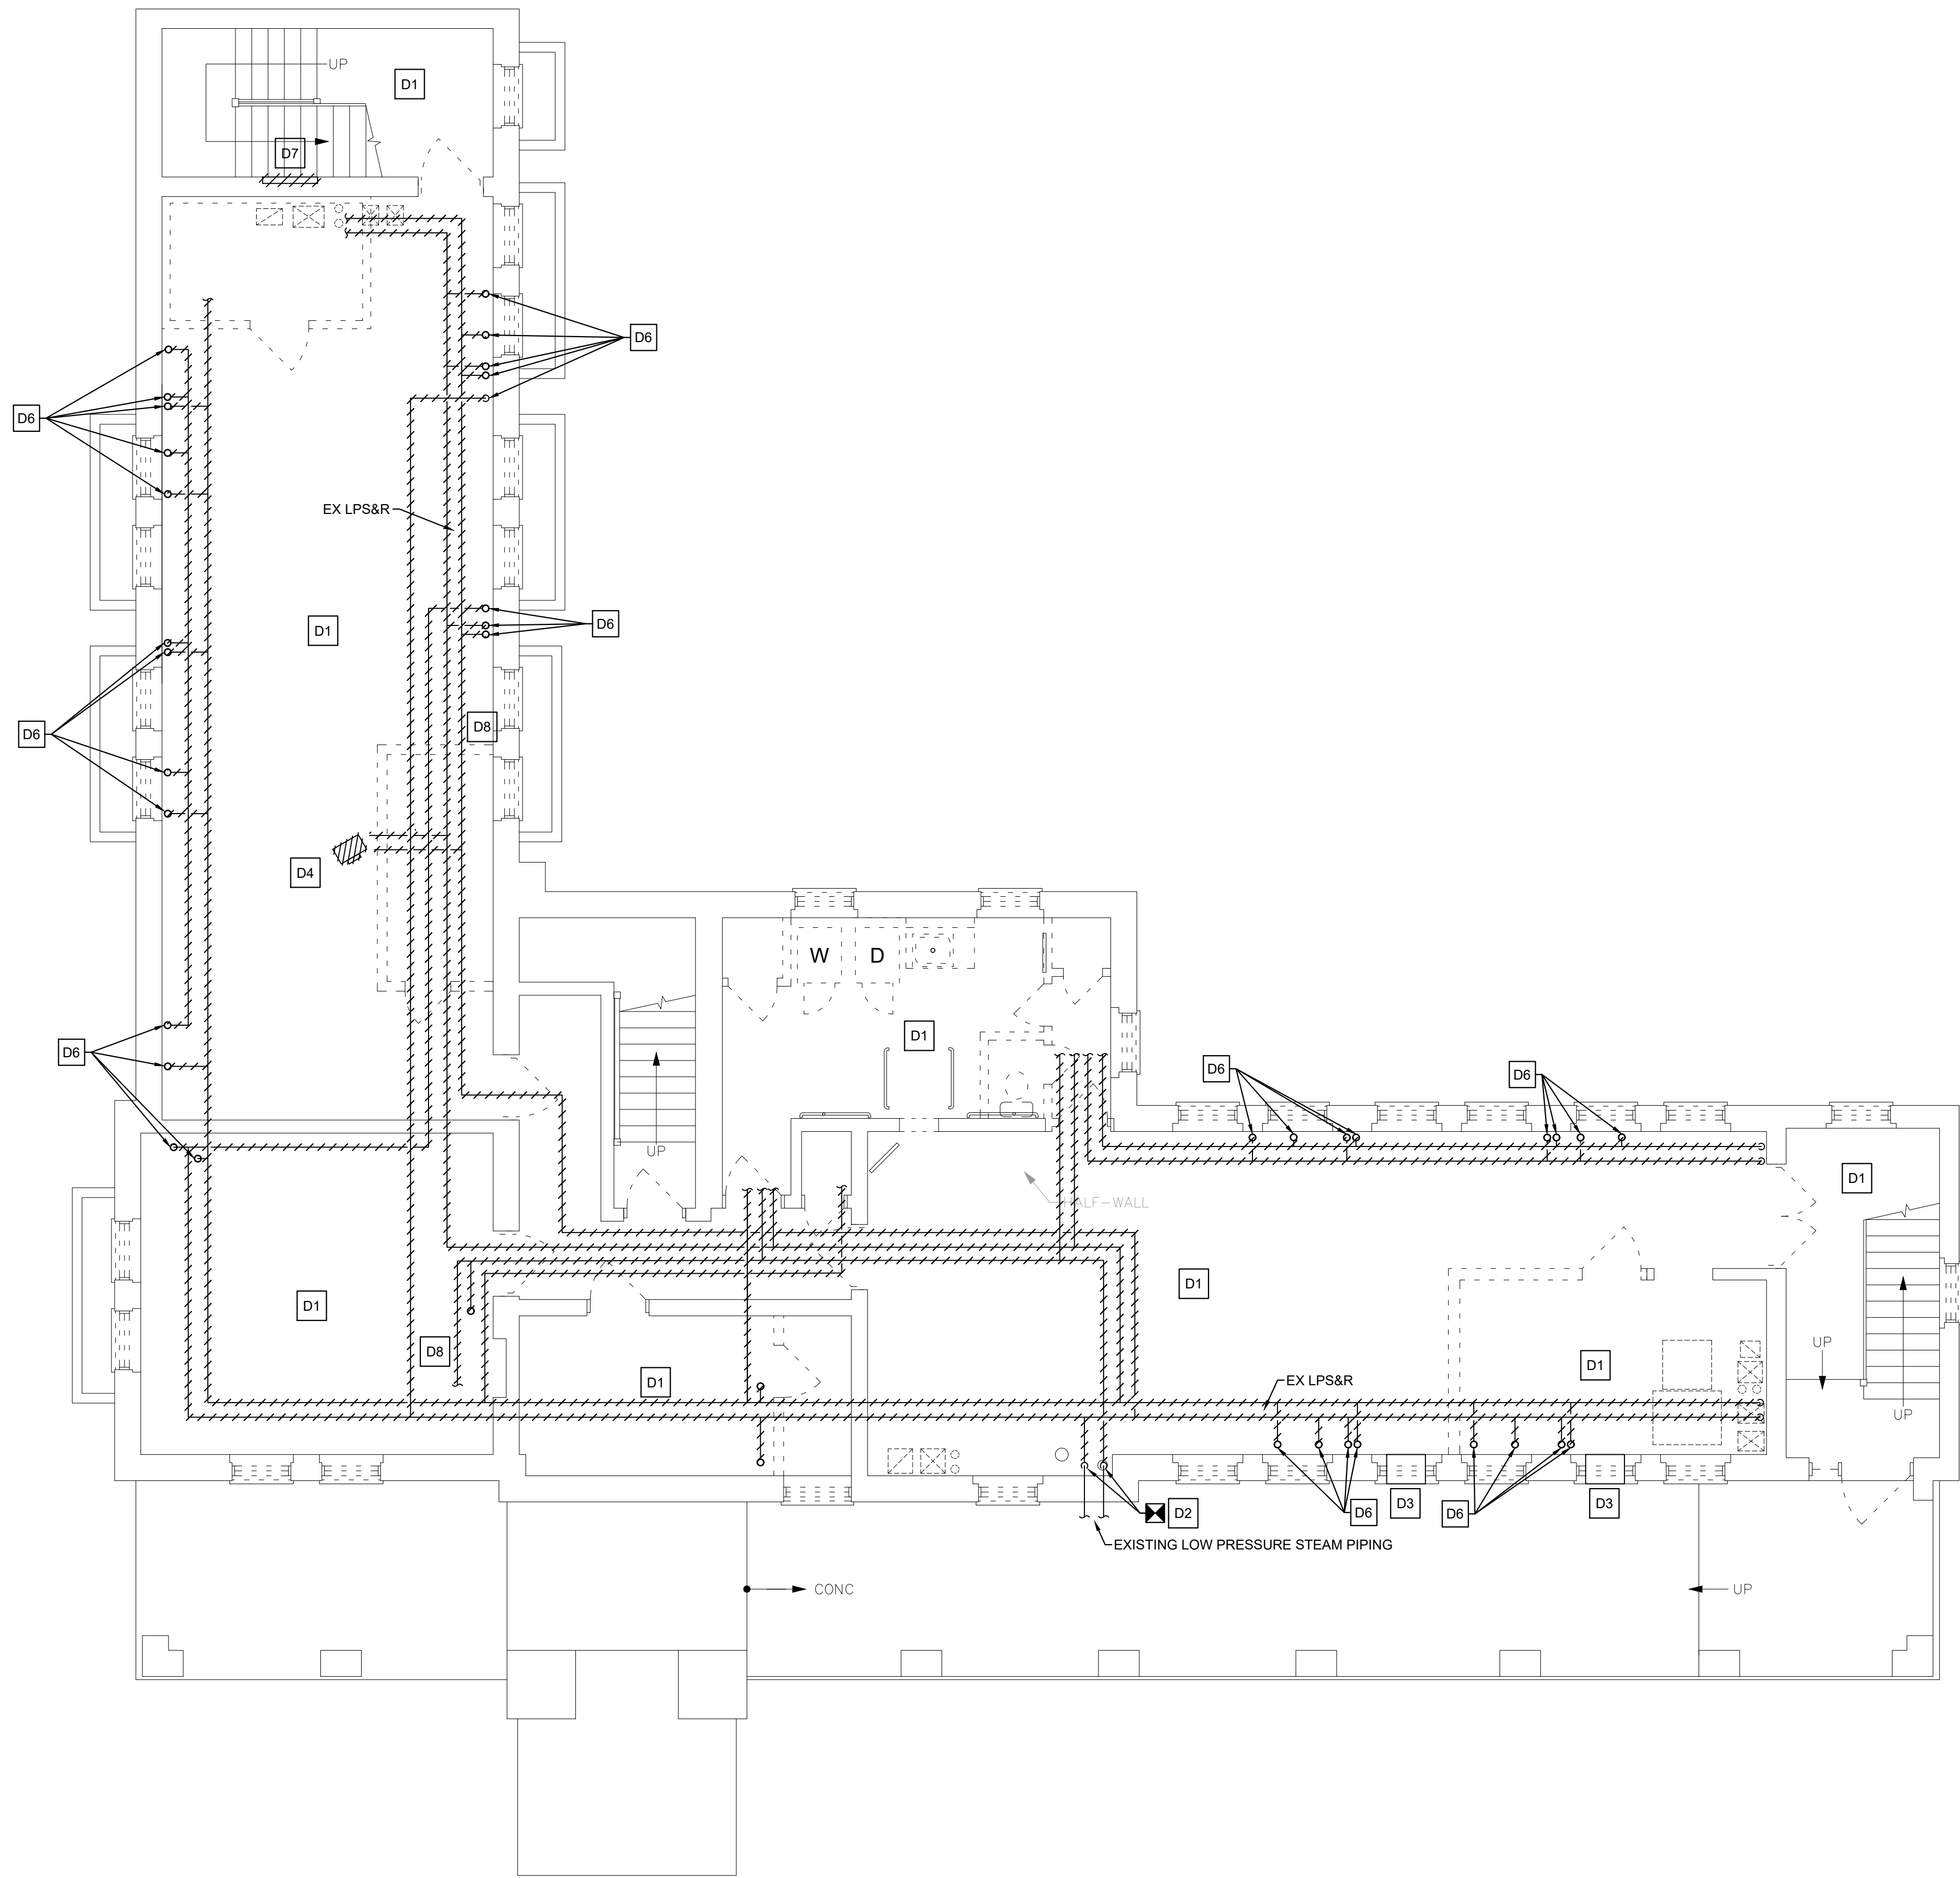 UP
D1
D7
D6
D6
EX LPS&R
D1
D6
D8
D6
D4
W
D
D1
D6
D6
D6
UP
D1
HALF-WALL
D1
D1
UP
D8
D1
D1
EX LPS&R
UP
D2
D6
D3
D6
D3
EXISTING LOW PRESSURE STEAM PIPING
CONC
UP